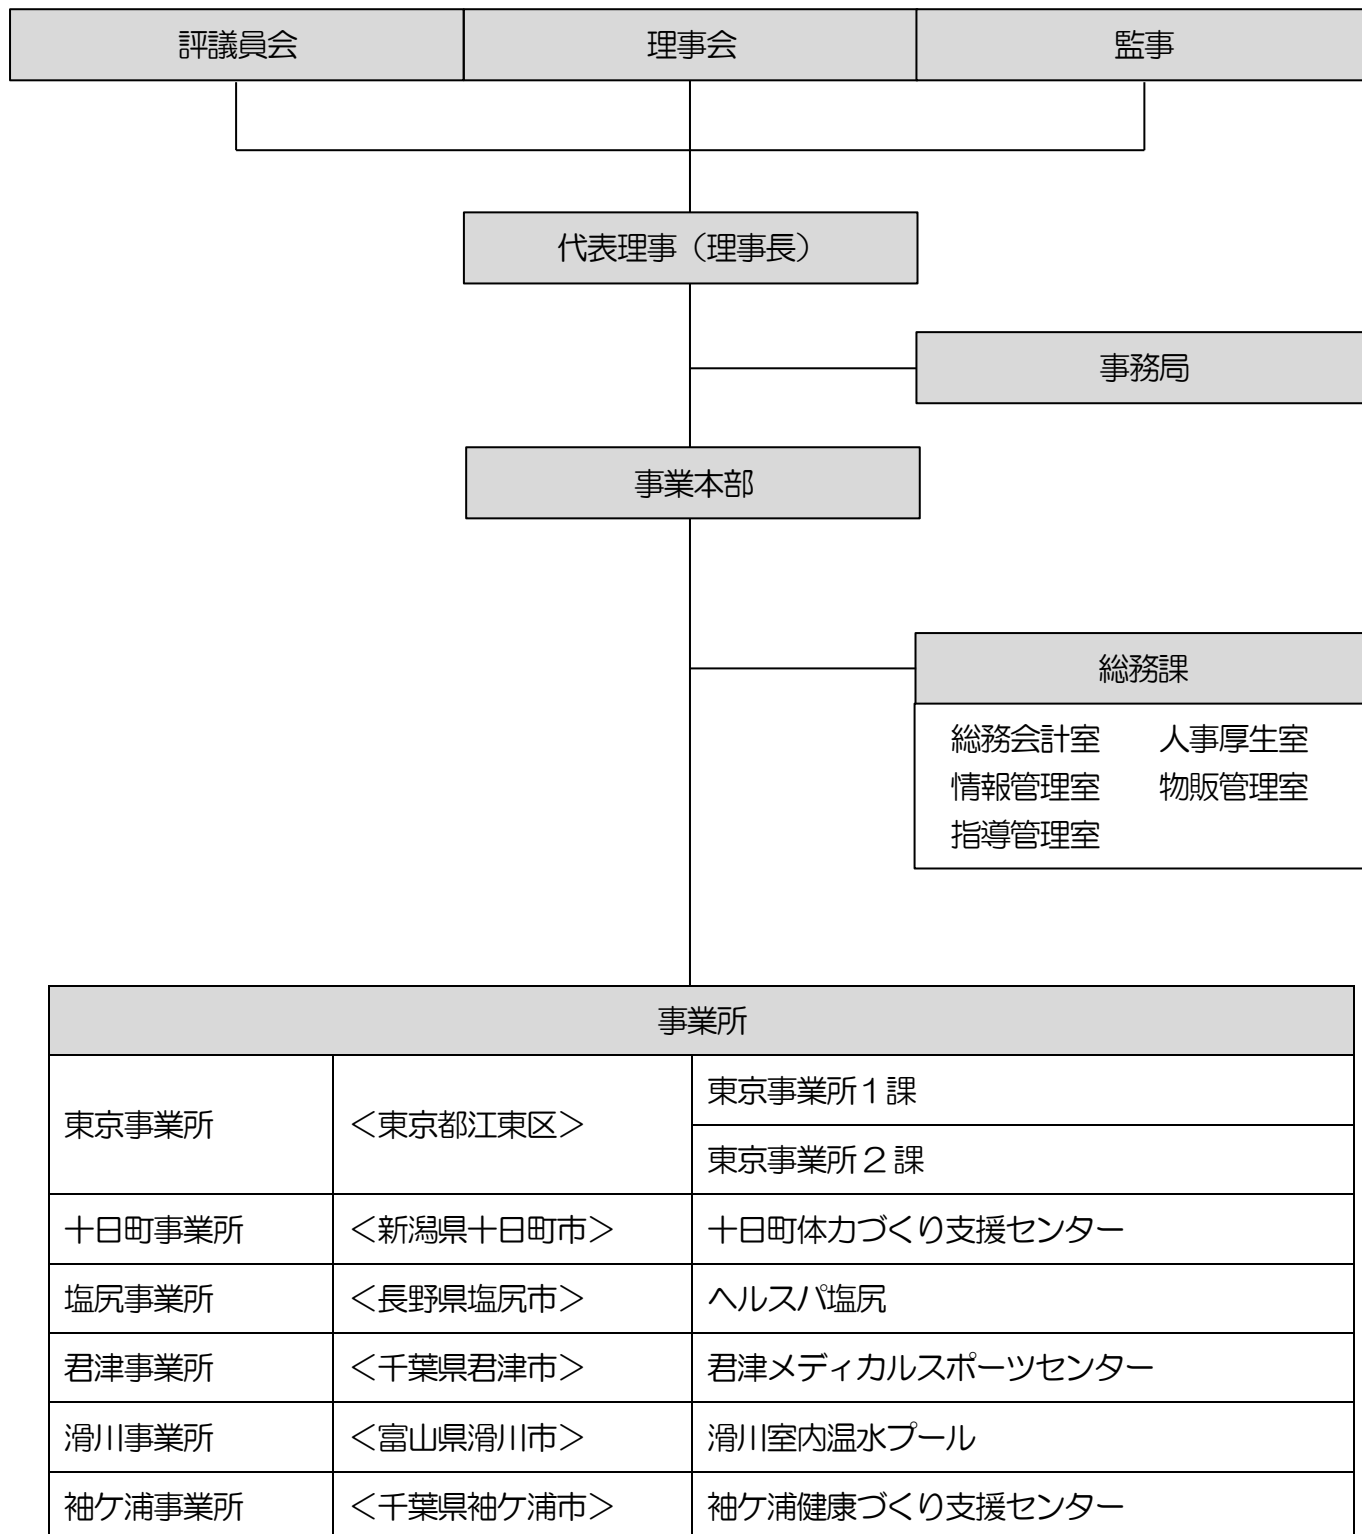 評議員会 理事会 監事
代表理事（理事長）
事務局
事業本部
総務課
総務会計室 人事厚生室
情報管理室 物販管理室
指導管理室
事業所
東京事業所 ＜東京都江東区＞ 東京事業所１課
東京事業所２課
十日町事業所 ＜新潟県十日町市＞ 十日町体力づくり支援センター
塩尻事業所 ＜長野県塩尻市＞ ヘルスパ塩尻
君津事業所 ＜千葉県君津市＞ 君津メディカルスポーツセンター
滑川事業所 ＜富山県滑川市＞ 滑川室内温水プール
袖ケ浦事業所 ＜千葉県袖ケ浦市＞ 袖ケ浦健康づくり支援センター